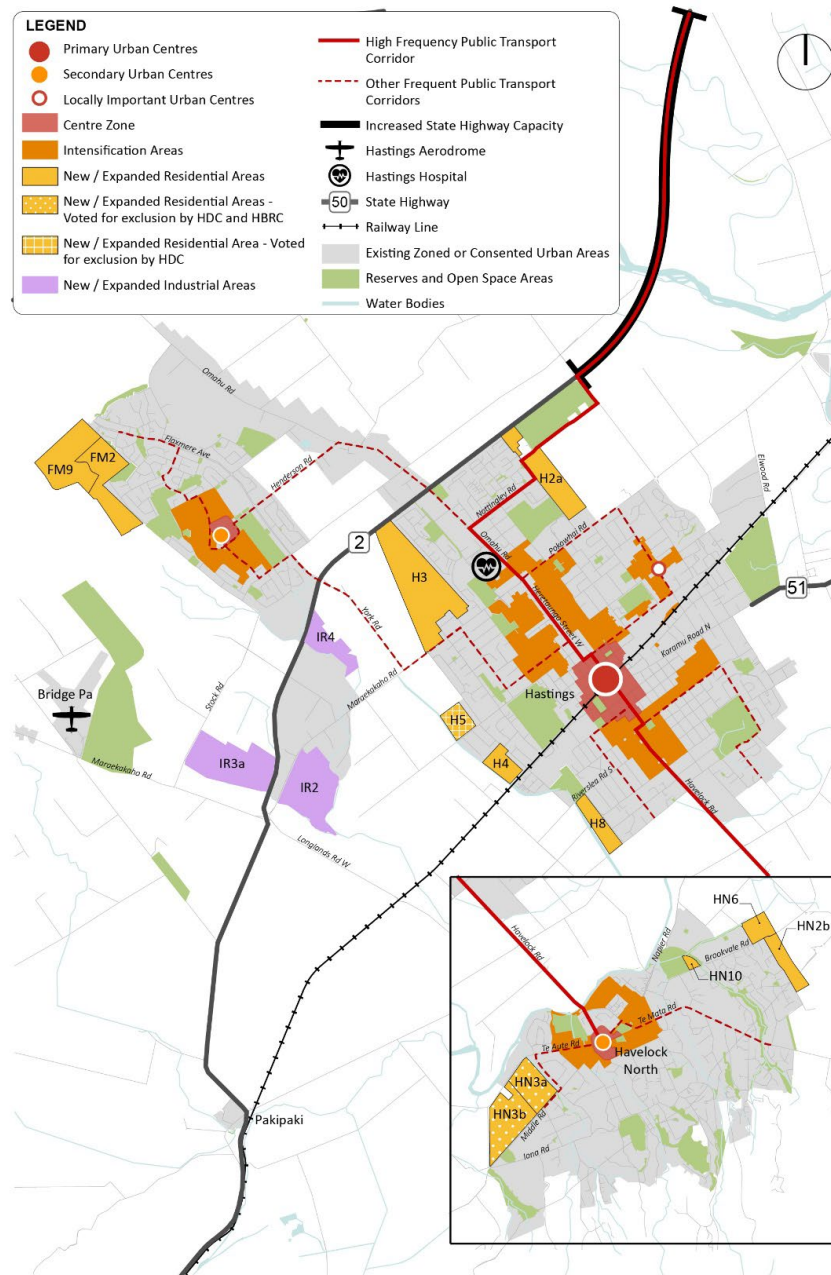 LEGEND
Primary Urban Centres
Secondary Urban Centres
Locally Important Urban Centres
Centre Zone
Intensification Areas
New / Expanded Residential Areas
New / Expanded Residential Areas -
Voted for exclusion by HDC and HBRC
New / Expanded Residential Area - Voted
for exclusion by HDC
New / Expanded Industrial Areas
High Frequency Public Transport
Corridor
Other Frequent Public Transport
Corridors
Increased State Highway Capacity
Hastings Aerodrome
Hastings Hospital
50 State Highway
Railway Line
Existing Zoned or Consented Urban Areas
Reserves and Open Space Areas
Water Bodies
Omahu Rd
Flaxmere Ave
FM2
FM9
Henderson Rd
H2a
Nottingley Rd
Elwood Rd
Pakowhai Rd
Omahu Rd
2
H3
51
Heretaunga Street W
York Rd
IR4
Karamu Road N
Maraekakaho Rd
Hastings
Bridge Pa
Stock Rd
H5
H4
IR3a
IR2
Maraekakaho Rd
Riverslea Rd S
Havelock Rd
H8
Longlands Rd W
HN6
HN2b
Havelock Rd
Napier Rd
Brookvale Rd
HN10
Te Mata Rd
Te Aute Rd
Havelock
North
HN3a
HN3b
Middle Rd
Iona Rd
Pakipaki